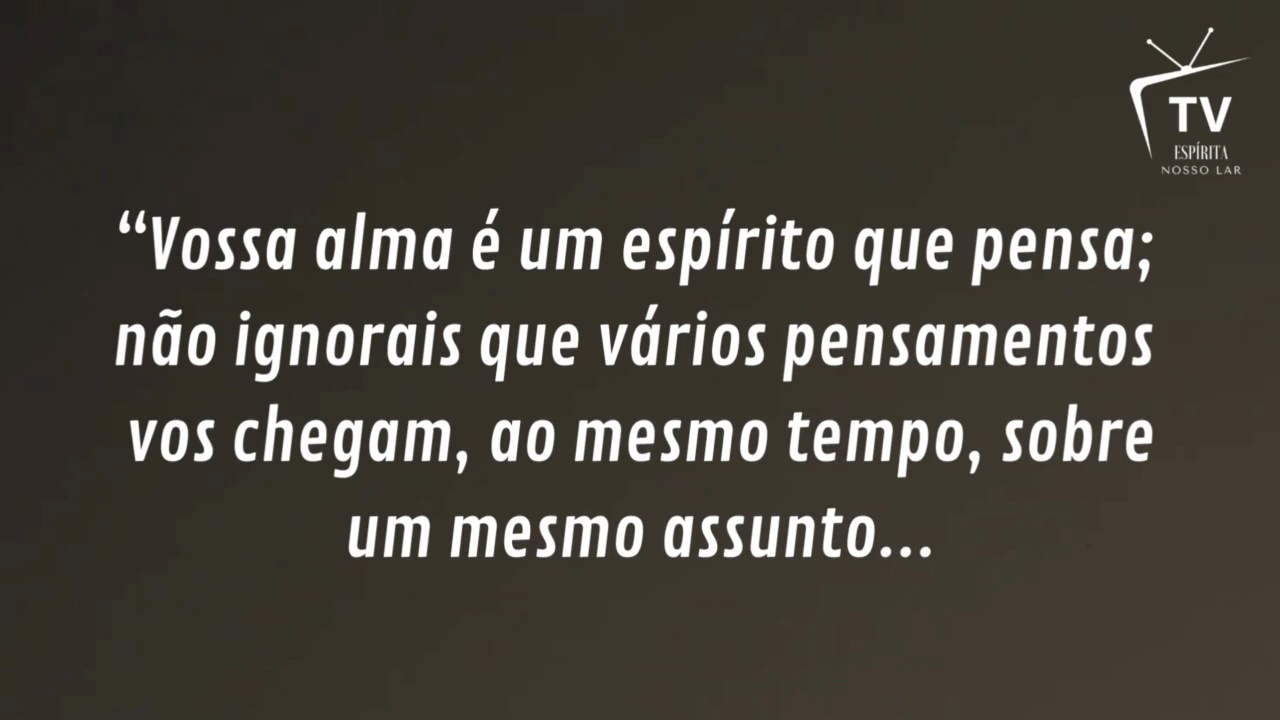 TV
ESPÍRITA
NOSSO LAR
“Vossa alma é um espírito que pensa;
não ignorais que vários pensamentos
vos chegam, ao mesmo tempo, sobre
um mesmo assunto...